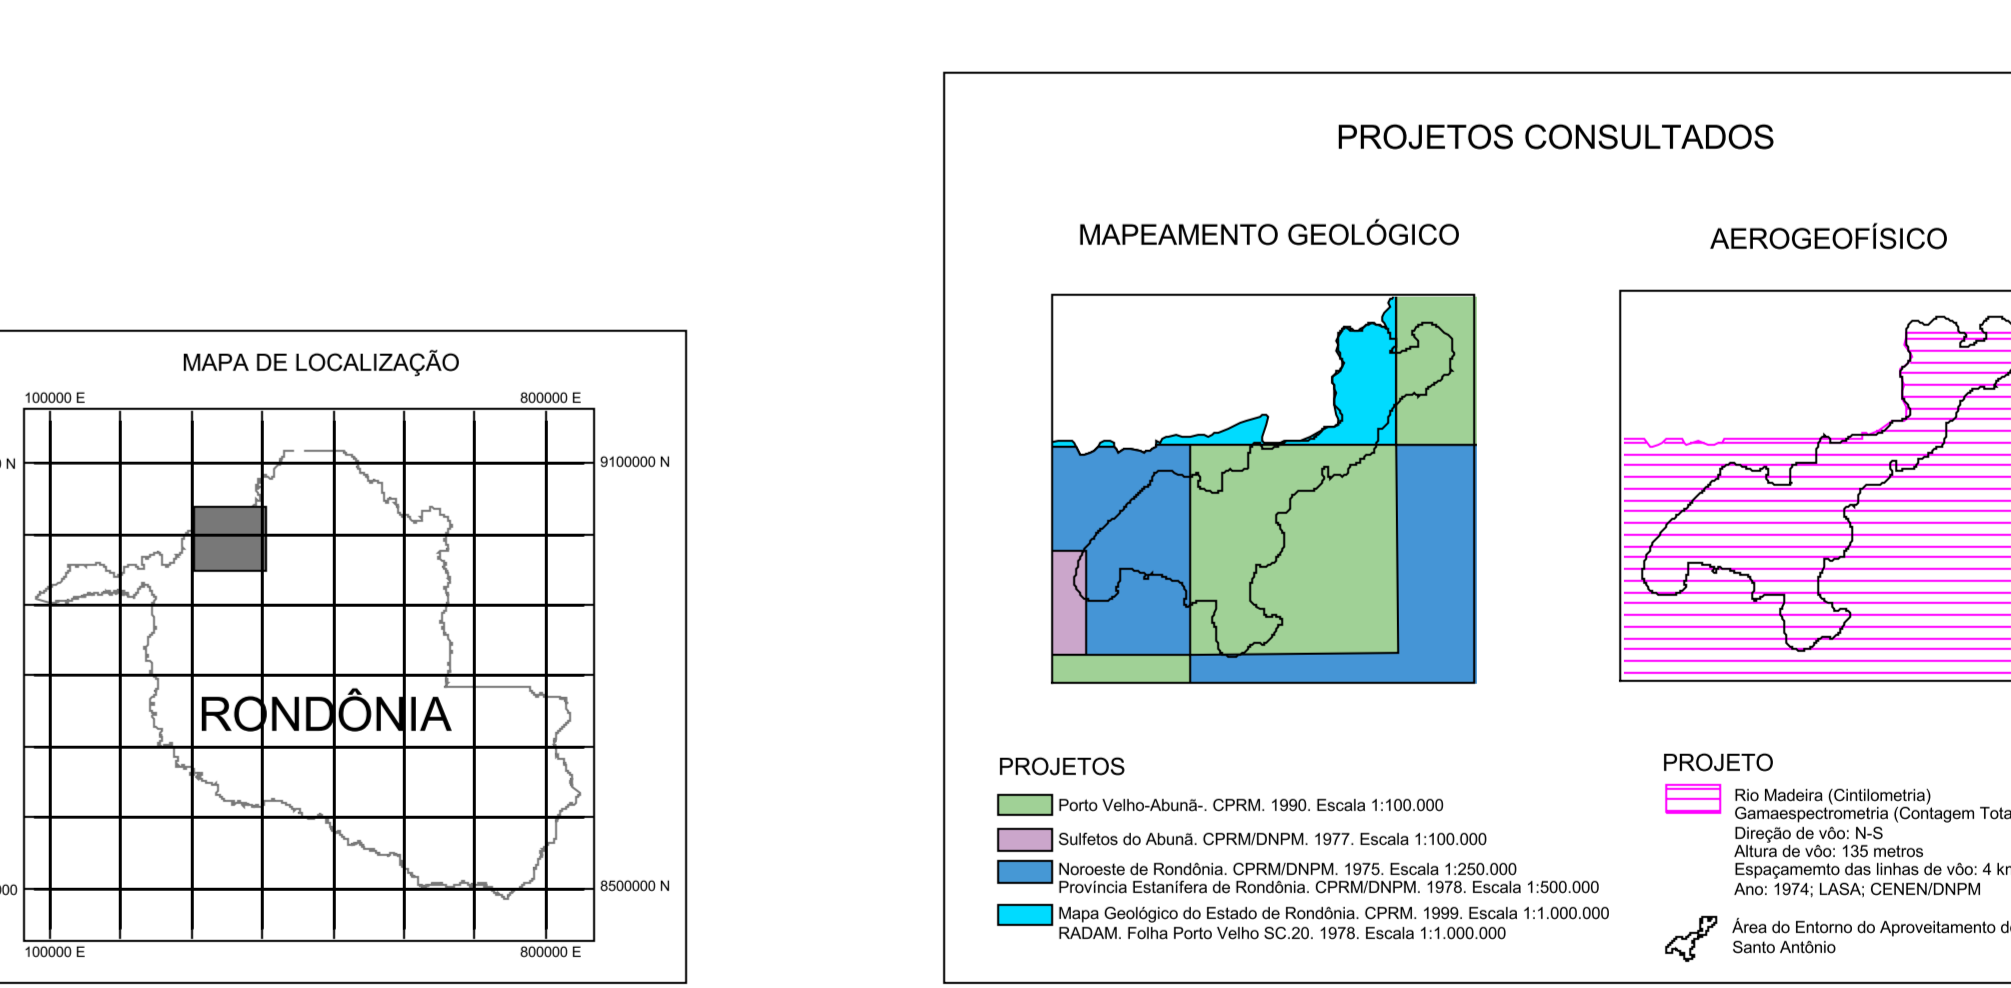 MAPA DE LOCALIZAÇÃO
100000 E
800000 E
N
9100000 N
RONDÔNIA
8500000 N
100000 E
800000 E
PROJETOS CONSULTADOS
MAPEAMENTO GEOLÓGICO
AEROGEOFÍSICO
PROJETOS
Porto Velho-Abunã-. CPRM. 1990. Escala 1:100.000
Sulfetos do Abunã. CPRM/DNPM. 1977. Escala 1:100.000
Noroeste de Rondônia. CPRM/DNPM. 1975. Escala 1:250.000
Província Estanífera de Rondônia. CPRM/DNPM. 1978. Escala 1:500.000
Mapa Geológico do Estado de Rondônia. CPRM. 1999. Escala 1:1.000.000
RADAM. Folha Porto Velho SC.20. 1978. Escala 1:1.000.000
PROJETO
Rio Madeira (Cintilometria)
Gamaespectrometria (Contagem Tota
Direção de vôo: N-S
Altura de vôo: 135 metros
Espaçamento das linhas de vôo: 4 km
Ano: 1974; LASA; CENEN/DNPM
Área do Entorno do Aproveitamento de
Santo Antônio